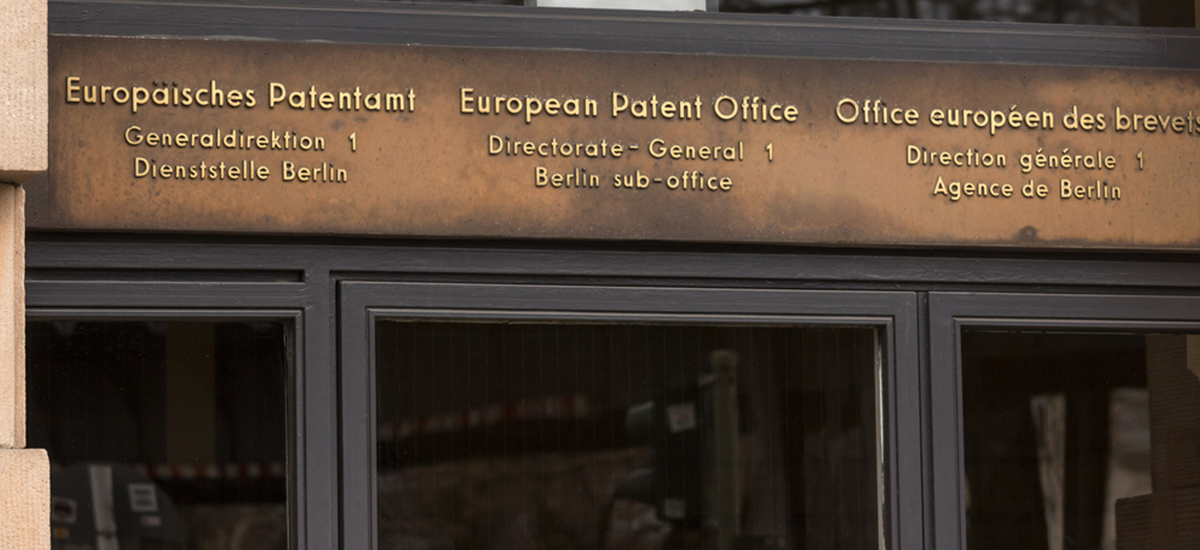 Europäisches Patentamt
Generaldirektion 1
Dienststelle Berlin
European Patent Office
Directorate-General 1
Berlin sub-office
Office européen des brevets
Direction générale 1
Agence de Berlin